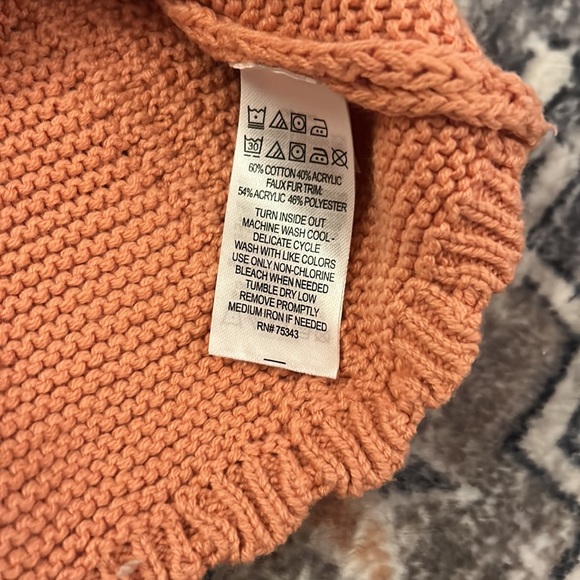 30
60% COTTON 40% ACRYLIC
FAUX FUR TRIM:
54% ACRYLIC 46% POLYESTER
TURN INSIDE OUT
MACHINE WASH COOL-
DELICATE CYCLE
WASH WITH LIKE COLORS
USE ONLY NON-CHLORINE
BLEACH WHEN NEEDED
TUMBLE DRY LOW
REMOVE PROMPTLY
MEDIUM IRON IF NEEDED
RN# 75343